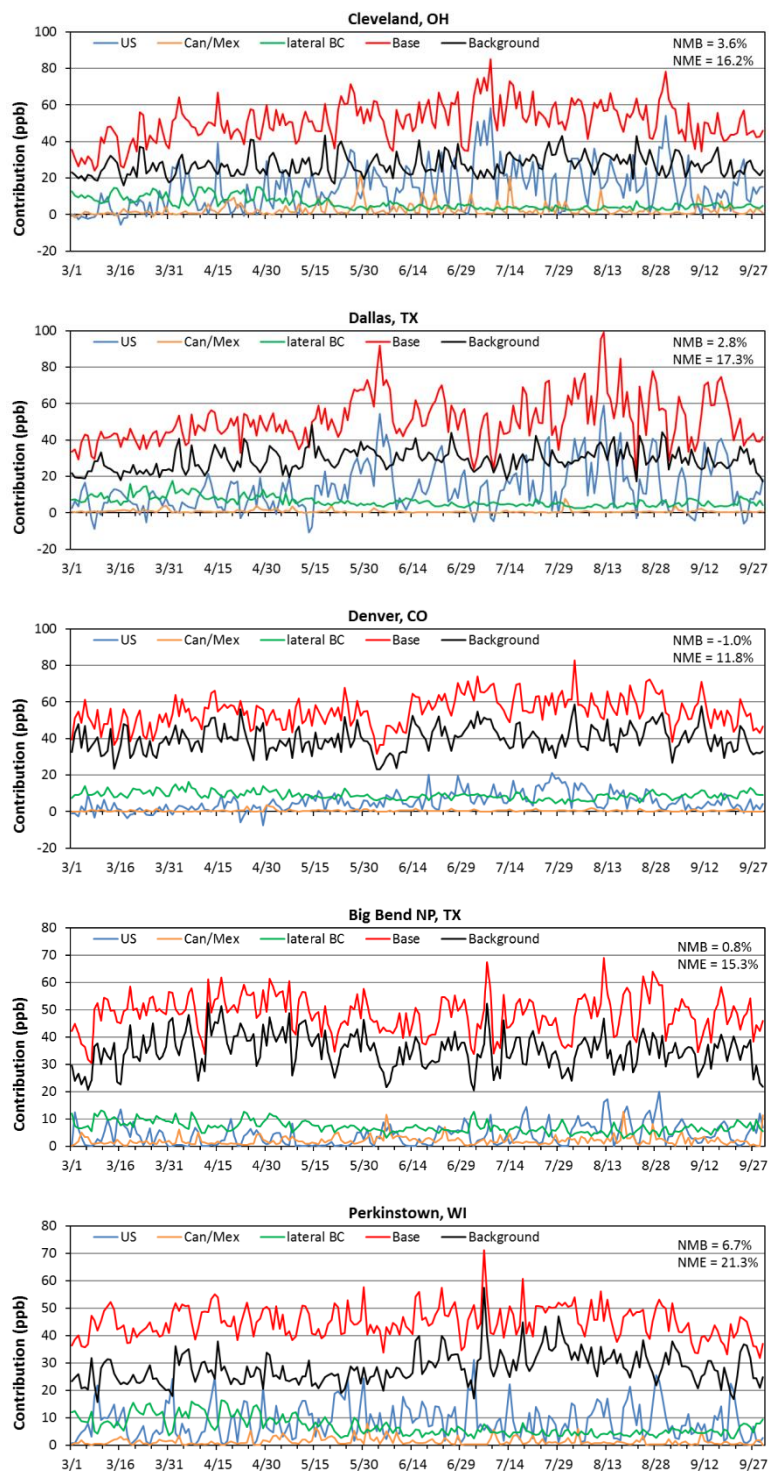 Cleveland, OH
US Can/Mex lateral BC Base Background
NMB = 3.6%
NME = 16.2%
Contribution (ppb)
100
80
60
40
20
0
-20
3/1 3/16 3/31 4/15 4/30 5/15 5/30 6/14 6/29 7/14 7/29 8/13 8/28 9/12 9/27
Dallas, TX
US Can/Mex lateral BC Base Background
NMB = 2.8%
NME = 17.3%
Contribution (ppb)
100
80
60
40
20
0
-20
3/1 3/16 3/31 4/15 4/30 5/15 5/30 6/14 6/29 7/14 7/29 8/13 8/28 9/12 9/27
Denver, CO
US Can/Mex lateral BC Base Background
NMB = -1.0%
NME = 11.8%
Contribution (ppb)
100
80
60
40
20
0
-20
3/1 3/16 3/31 4/15 4/30 5/15 5/30 6/14 6/29 7/14 7/29 8/13 8/28 9/12 9/27
Big Bend NP, TX
US Can/Mex lateral BC Base Background
NMB = 0.8%
NME = 15.3%
Contribution (ppb)
80
70
60
50
40
30
20
10
0
3/1 3/16 3/31 4/15 4/30 5/15 5/30 6/14 6/29 7/14 7/29 8/13 8/28 9/12 9/27
Perkinstown, WI
US Can/Mex lateral BC Base Background
NMB = 6.7%
NME = 21.3%
Contribution (ppb)
80
70
60
50
40
30
20
10
0
3/1 3/16 3/31 4/15 4/30 5/15 5/30 6/14 6/29 7/14 7/29 8/13 8/28 9/12 9/27